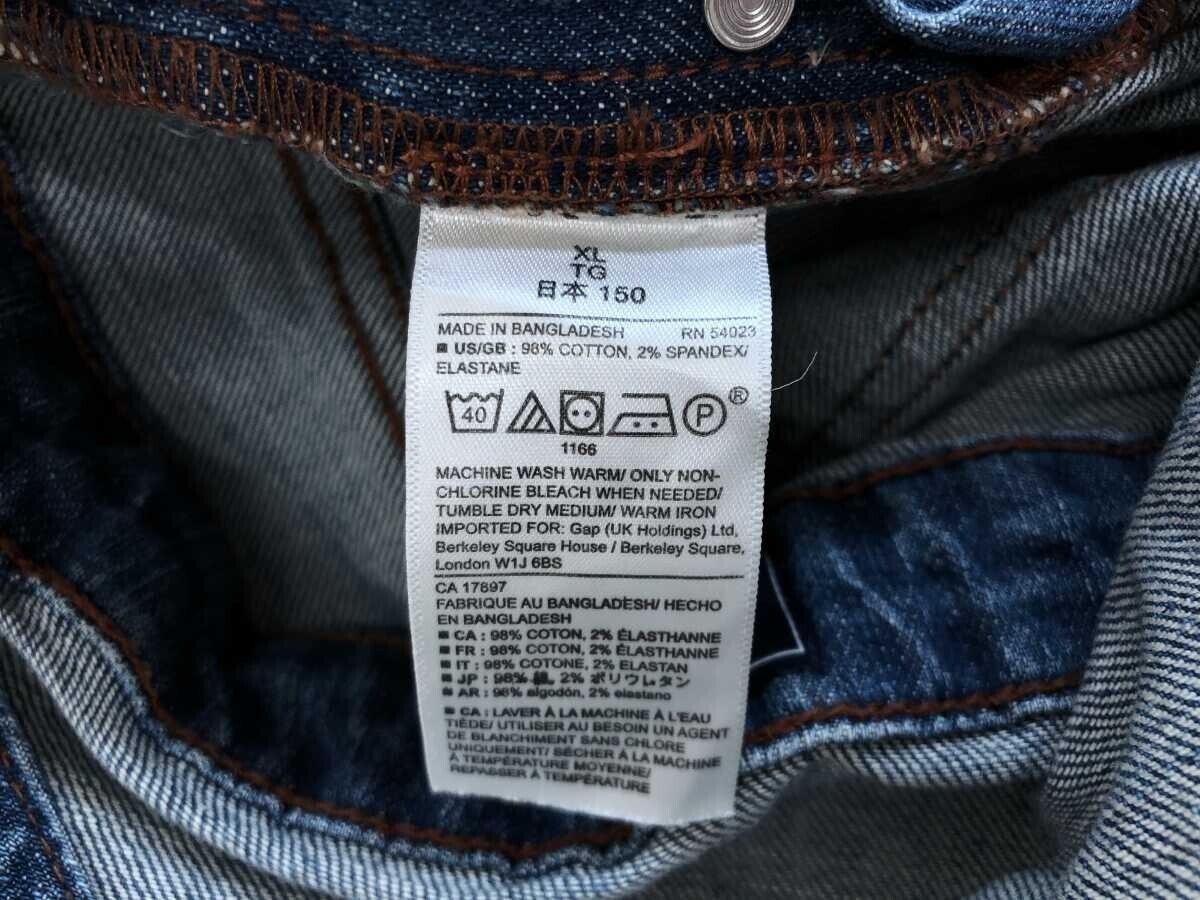 XL
TG
日本 150
MADE IN BANGLADESH RN 54023
US/GB : 98% COTTON, 2% SPANDEX/
ELASTANE
40 P ®
1166
MACHINE WASH WARM/ ONLY NON-
CHLORINE BLEACH WHEN NEEDED/
TUMBLE DRY MEDIUM/ WARM IRON
IMPORTED FOR: Gap (UK Holdings) Ltd,
Berkeley Square House / Berkeley Square,
London W1J 6BS
CA 17897
FABRIQUE AU BANGLADESH/ HECHO
EN BANGLADESH
CA : 98% COTON, 2% ÉLASTHANNE
FR : 98% COTON, 2% ÉLASTHANNE
IT : 98% COTONE, 2% ELASTAN
JP : 98% 2% ポリウレタン
AR : 98% algodón, 2% elastano
CA : LAVER À LA MACHINE À L'EAU
TIÈDE/ UTILISER AU BESOIN UN AGENT
DE BLANCHIMENT SANS CHLORE
UNIQUEMENT/ SÉCHER À LA MACHINE
À TEMPÉRATURE MOYENNE/
REPASSER À TEMPÉRATURE